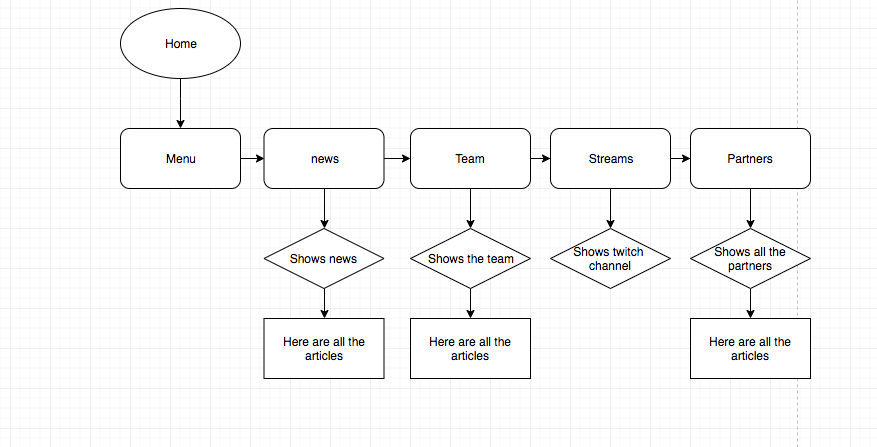 Home
Menu
news
Team
Streams
Partners
Shows news
Shows the team
Shows twitch
channel
Shows all the
partners
Here are all the
articles
Here are all the
articles
Here are all the
articles